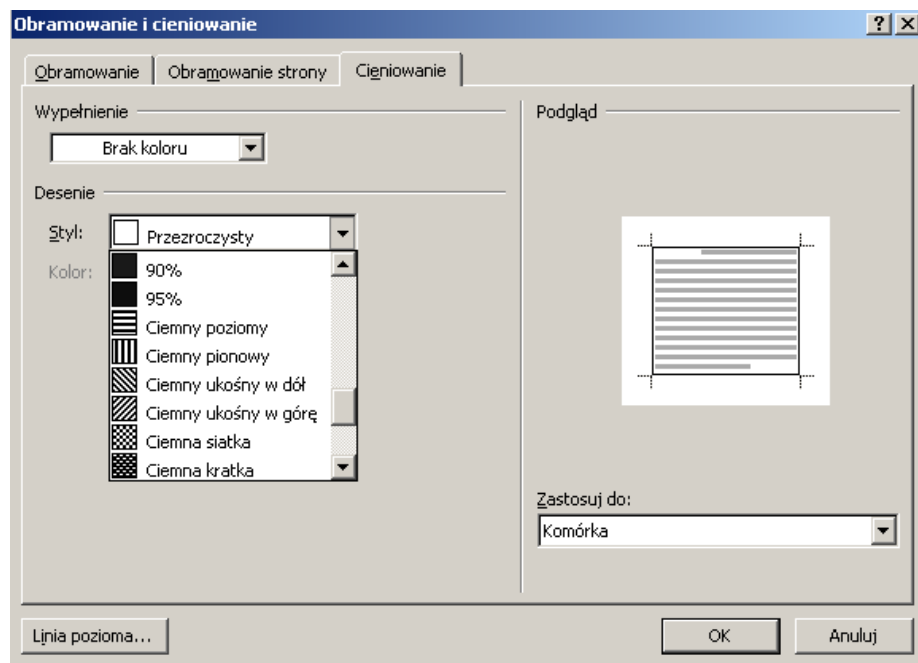 Obramowanie i cieniowanie
Obramowanie Obramowanie strony Cieniowanie
Wypełnienie
Brak koloru
Desenie
Styl: Przezroczysty
Kolor:
90%
95%
Ciemny poziomy
Ciemny pionowy
Ciemny ukośny w dół
Ciemny ukośny w górę
Ciemna siatka
Ciemna kratka
Podgląd
Zastosuj do:
Komórka
Linia pozioma...
OK Anuluj